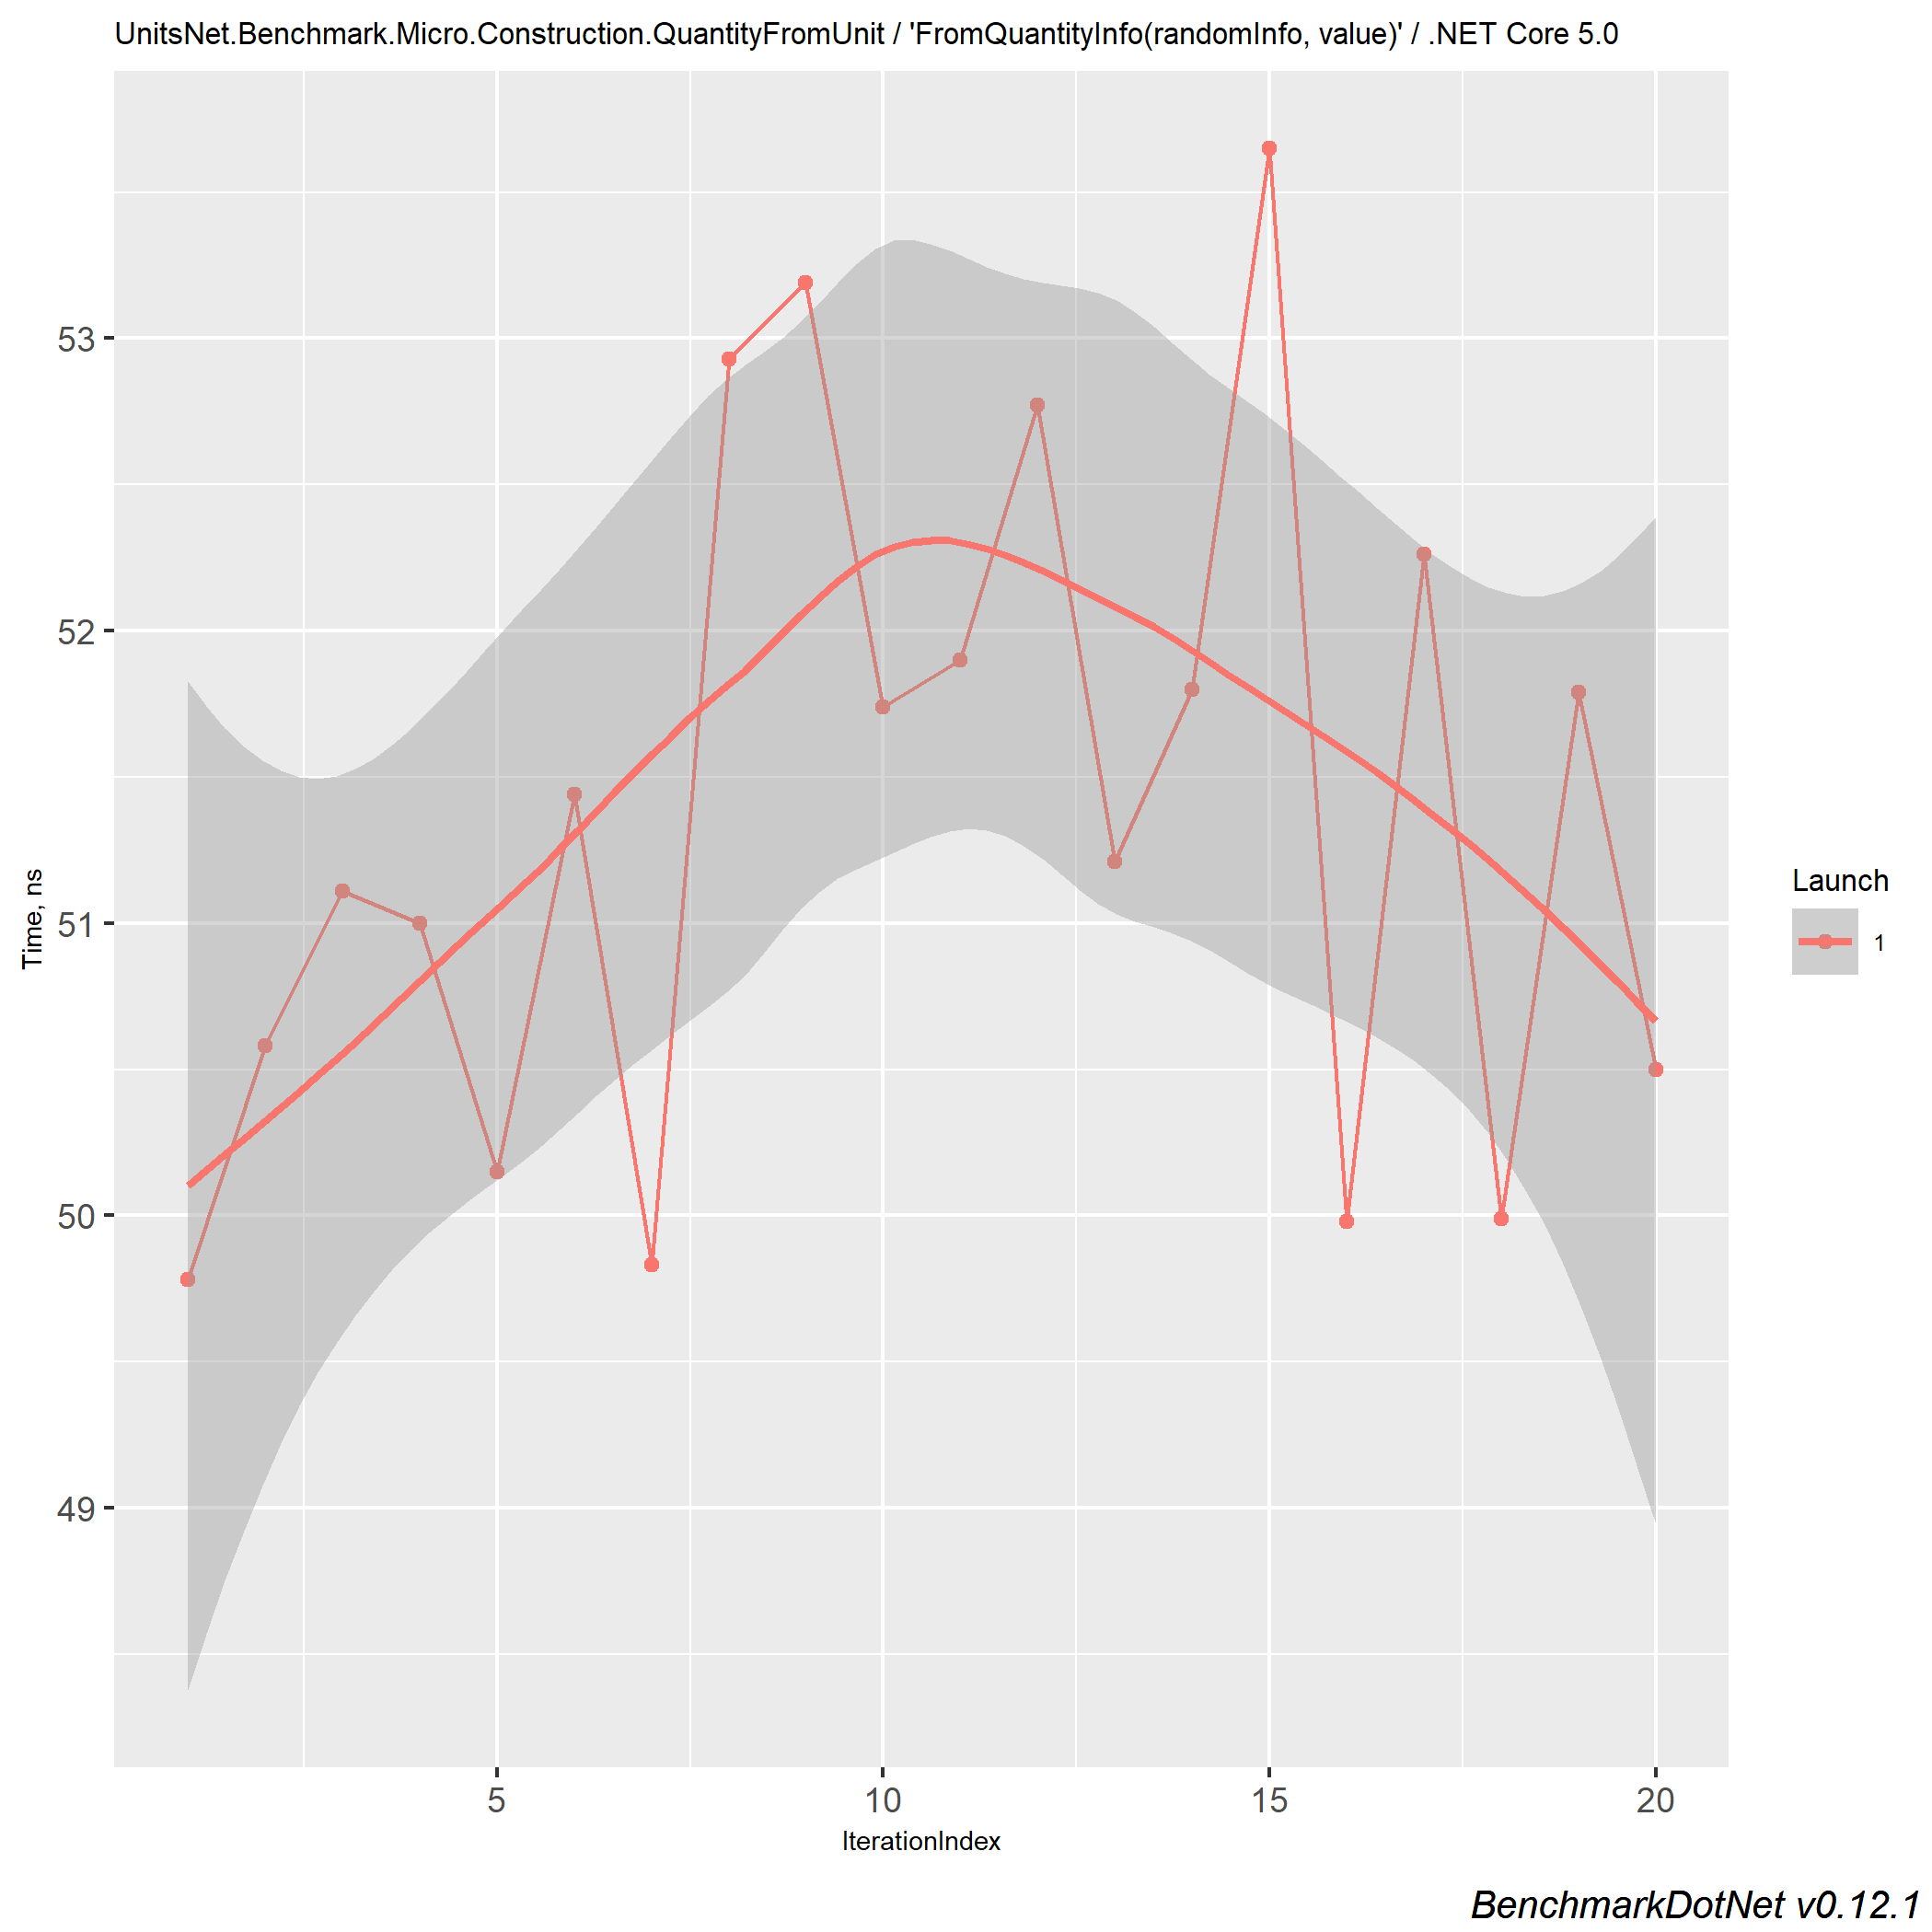 UnitsNet.Benchmark.Micro.Construction.QuantityFromUnit / 'FromQuantityInfo(randomInfo, value)' / .NET Core 5.0
53
52
51
50
49
Time, ns
5 10 15 20
IterationIndex
Launch
1
BenchmarkDotNet v0.12.1